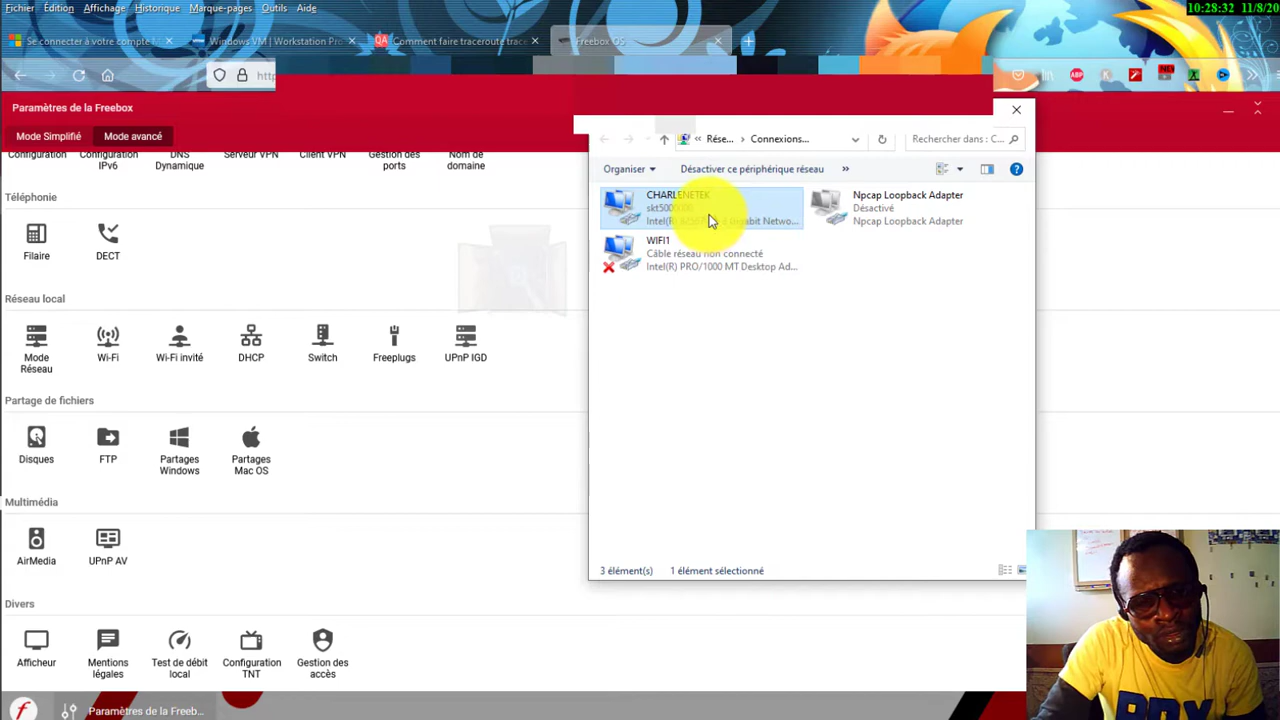 Fichier Édition Affichage Historique Marque-pages Outils Aide
10:28:32 11/8/20
Se connecter à votre compte M
Windows VM | Workstation Pro
QA Comment faire traceroute trace
Freebox OS
http
ABP
NEW
Paramètres de la Freebox
Mode Simplifié Mode avancé
Configuration
Configuration IPv6
DNS Dynamique
Serveur VPN
Client VPN
Gestion des ports
Nom de domaine
Téléphonie
Filaire
DECT
Réseau local
Mode Réseau
Wi-Fi
Wi-Fi invité
DHCP
Switch
Freeplugs
UPnP IGD
Partage de fichiers
Disques
FTP
Partages Windows
Partages Mac OS
Multimédia
AirMedia
UPnP AV
Divers
Afficheur
Mentions légales
Test de débit local
Configuration TNT
Gestion des accès
Paramètres de la Freeb...
« Rése... > Connexions...
Rechercher dans : C...
Organiser
Désactiver ce périphérique réseau
»
CHARLENETEK
Câble réseau non connecté
Intel(R) PRO/1000 MT Desktop Ad...
WIFI1
Npcap Loopback Adapter
Désactivé
Npcap Loopback Adapter
3 élément(s) 1 élément sélectionné